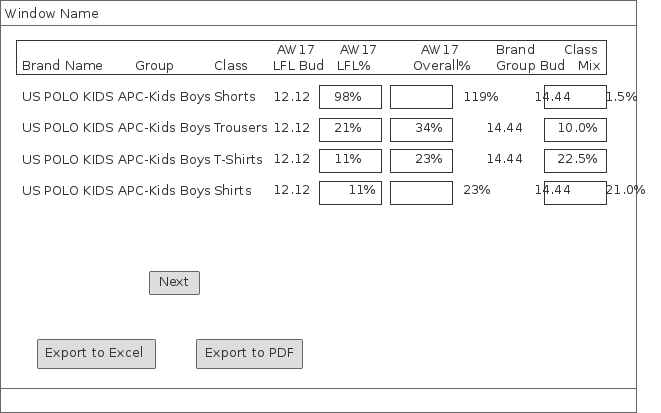 Window Name
AW17 AW17 AW17 Brand Class
Brand Name Group Class LFL Bud LFL% Overall% Group Bud Mix
US POLO KIDS APC-Kids Boys Shorts 12.12 98% 119% 14.44 1.5%
US POLO KIDS APC-Kids Boys Trousers 12.12 21% 34% 14.44 10.0%
US POLO KIDS APC-Kids Boys T-Shirts 12.12 11% 23% 14.44 22.5%
US POLO KIDS APC-Kids Boys Shirts 12.12 11% 23% 14.44 21.0%
Next
Export to Excel Export to PDF